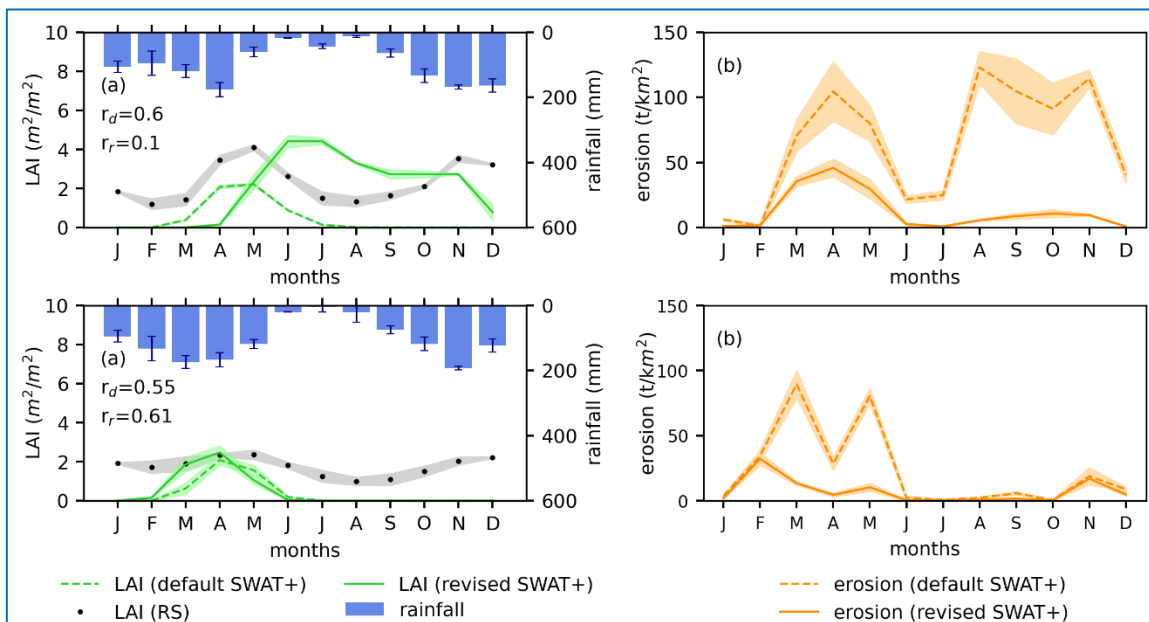 10
8
6
4
2
0
LAI (m²/m²)
(a)
r_d=0.6
r_r=0.1
0
200
400
600
rainfall (mm)
J F M A M J J A S O N D
months
150
100
50
0
erosion (t/km²)
(b)
J F M A M J J A S O N D
months
10
8
6
4
2
0
LAI (m²/m²)
(a)
r_d=0.55
r_r=0.61
0
200
400
600
rainfall (mm)
J F M A M J J A S O N D
months
150
100
50
0
erosion (t/km²)
(b)
J F M A M J J A S O N D
months
LAI (default SWAT+)
LAI (revised SWAT+)
erosion (default SWAT+)
LAI (RS)
rainfall
erosion (revised SWAT+)